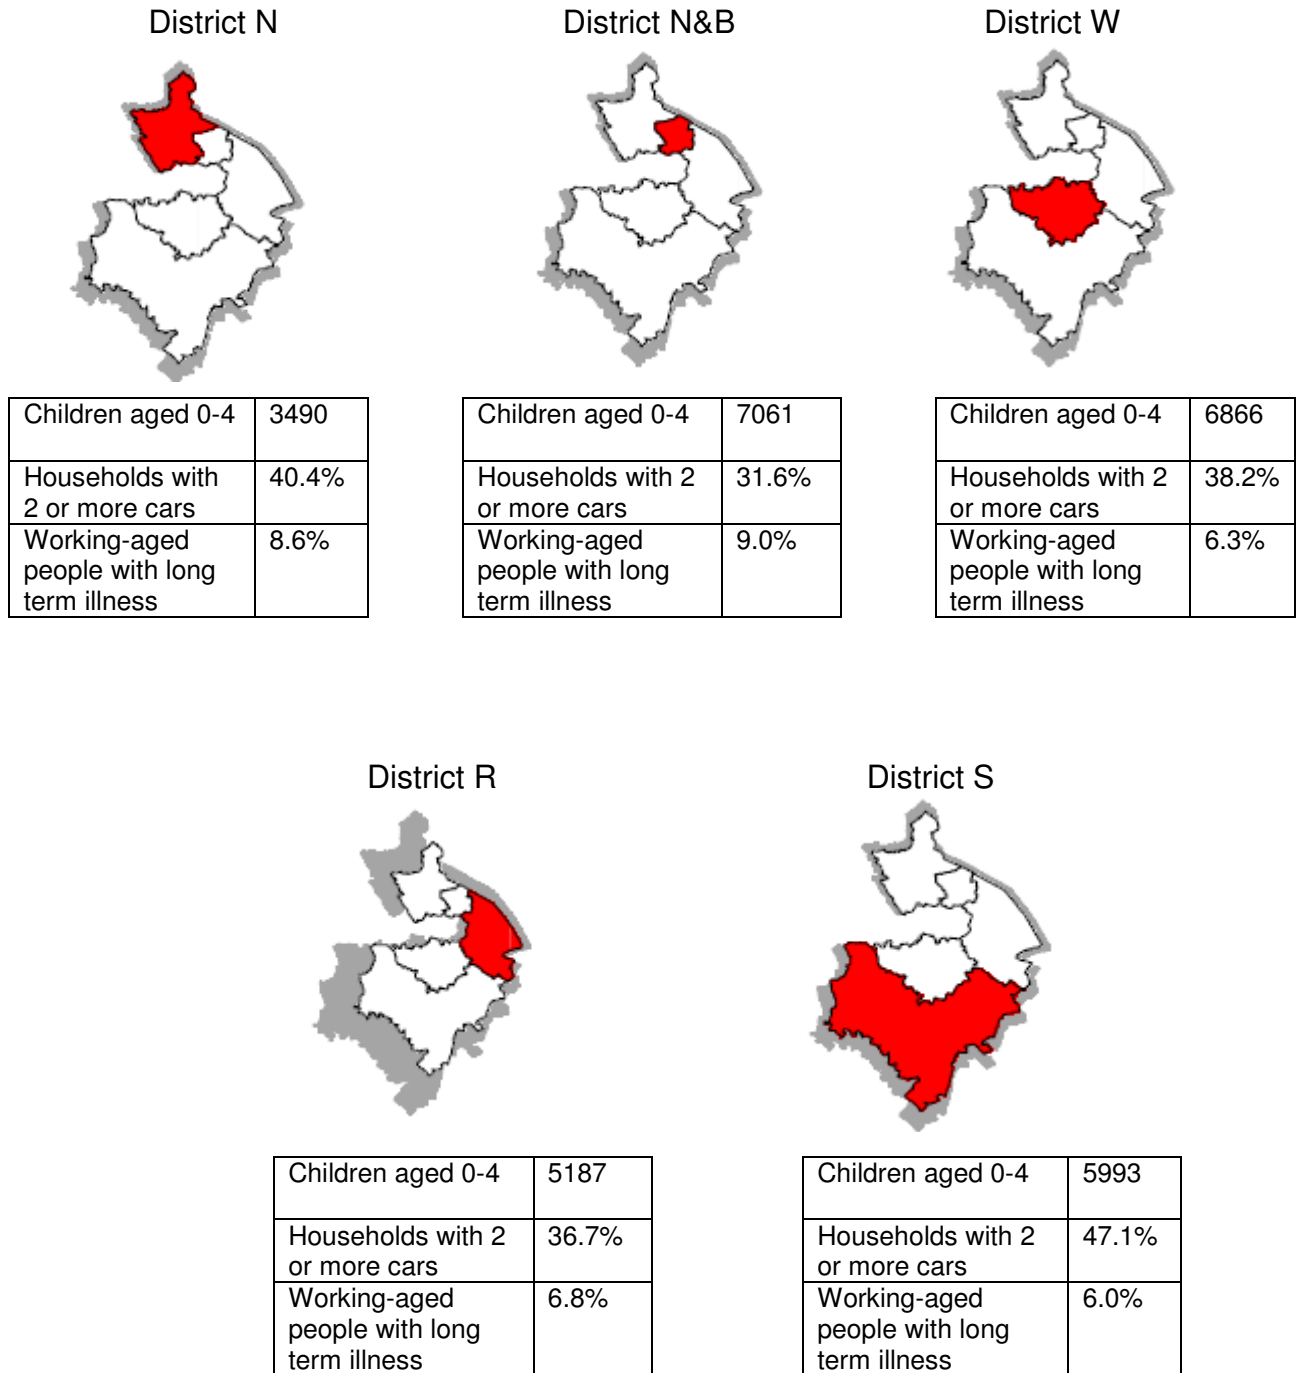 District N
District N&B
District W
Children aged 0-4 3490
Households with 40.4%
2 or more cars
Working-aged 8.6%
people with long
term illness
Children aged 0-4 7061
Households with 2 31.6%
or more cars
Working-aged 9.0%
people with long
term illness
Children aged 0-4 6866
Households with 2 38.2%
or more cars
Working-aged 6.3%
people with long
term illness
District R
District S
Children aged 0-4 5187
Households with 2 36.7%
or more cars
Working-aged 6.8%
people with long
term illness
Children aged 0-4 5993
Households with 2 47.1%
or more cars
Working-aged 6.0%
people with long
term illness